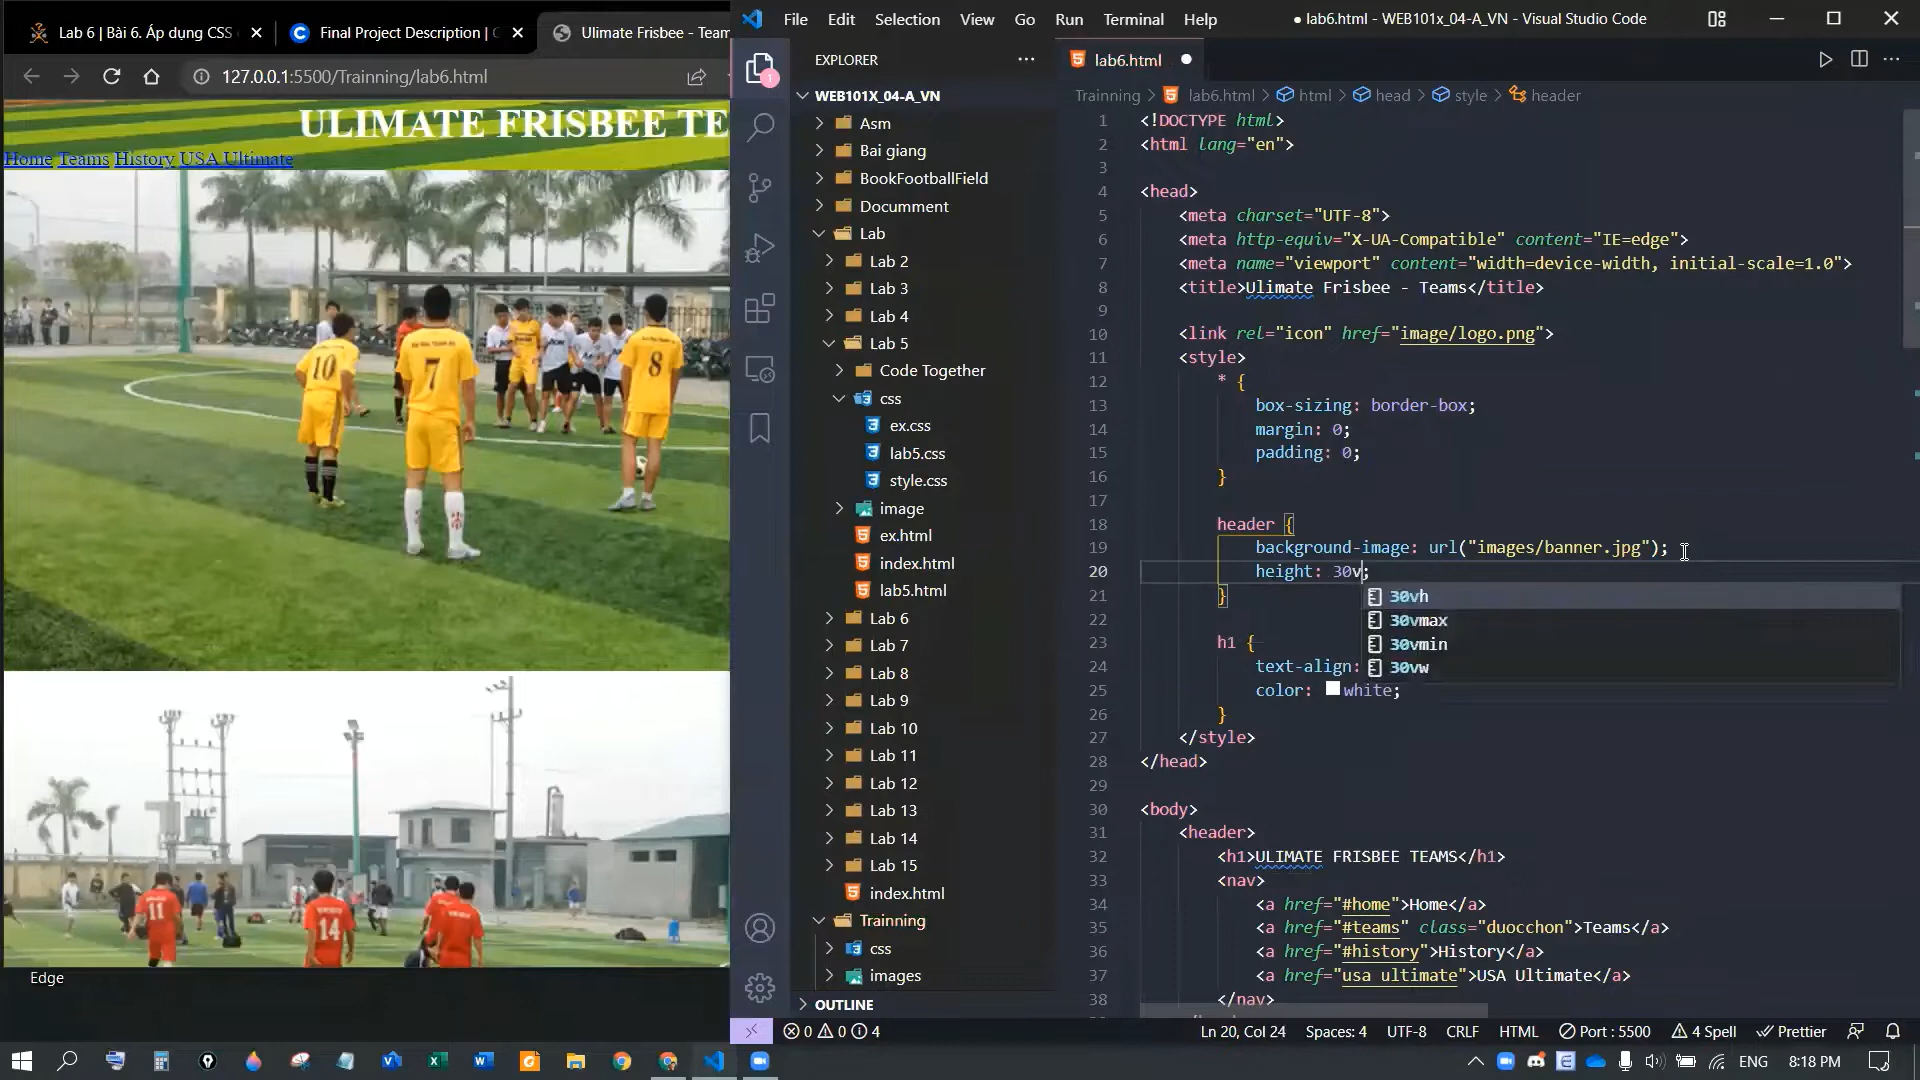 Lab 6 | Bài 6. Áp dụng CSS
Final Project Description | C
Ulimate Frisbee - Team
127.0.0.1:5500/Trainning/lab6.html
ULIMATE FRISBEE TE
Home Teams History USA Ultimate
10
7
8
11
14
Edge
File Edit Selection View Go Run Terminal Help
● lab6.html - WEB101x_04-A_VN - Visual Studio Code
1
EXPLORER
WEB101X_04-A_VN
Asm
Bai giang
BookFootballField
Documment
Lab
Lab 2
Lab 3
Lab 4
Lab 5
Code Together
css
ex.css
lab5.css
style.css
image
ex.html
index.html
lab5.html
Lab 6
Lab 7
Lab 8
Lab 9
Lab 10
Lab 11
Lab 12
Lab 13
Lab 14
Lab 15
index.html
Trainning
css
images
OUTLINE
lab6.html
Trainning > lab6.html > html > head > style > header
1 <!DOCTYPE html>
2 <html lang="en">
3
4 <head>
5 <meta charset="UTF-8">
6 <meta http-equiv="X-UA-Compatible" content="IE=edge">
7 <meta name="viewport" content="width=device-width, initial-scale=1.0">
8 <title>Ulimate Frisbee - Teams</title>
9
10 <link rel="icon" href="image/logo.png">
11 <style>
12 * {
13 box-sizing: border-box;
14 margin: 0;
15 padding: 0;
16 }
17
18 header {
19 background-image: url("images/banner.jpg");
20 height: 30v;
21 }
22
23 h1 {
24 text-align:
25 color: white;
26 }
27 </style>
28 </head>
29
30 <body>
31 <header>
32 <h1>ULIMATE FRISBEE TEAMS</h1>
33 <nav>
34 <a href="#home">Home</a>
35 <a href="#teams" class="duocchon">Teams</a>
36 <a href="#history">History</a>
37 <a href="usa ultimate">USA Ultimate</a>
38 </nav>
30vh
30vmax
30vmin
30vw
0 0 4
Ln 20, Col 24 Spaces: 4 UTF-8 CRLF HTML Port : 5500 4 Spell Prettier
ENG 8:18 PM